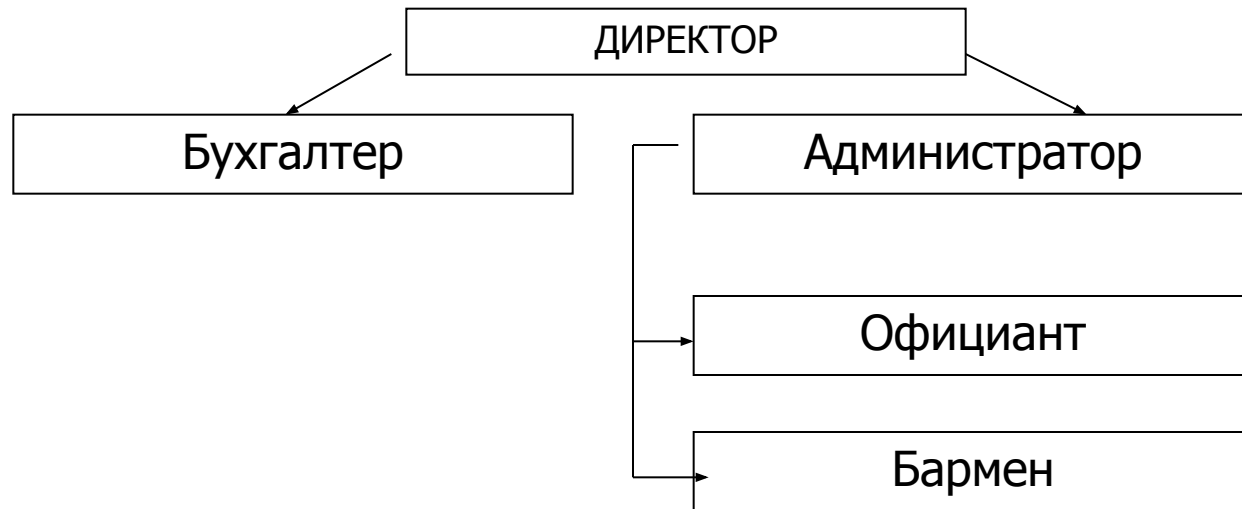 ДИРЕКТОР
Бухгалтер
Администратор
Официант
Бармен